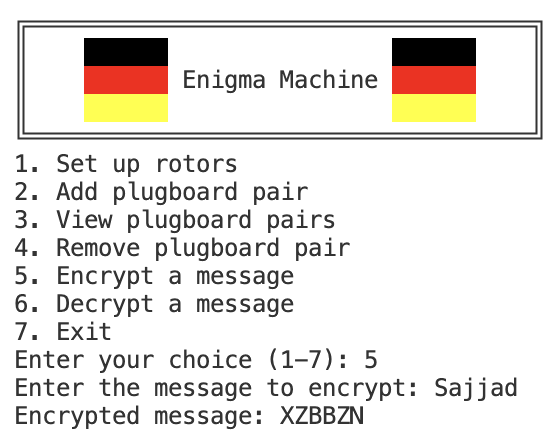 Enigma Machine
1. Set up rotors
2. Add plugboard pair
3. View plugboard pairs
4. Remove plugboard pair
5. Encrypt a message
6. Decrypt a message
7. Exit
Enter your choice (1–7): 5
Enter the message to encrypt: Sajjad
Encrypted message: XZBBZN